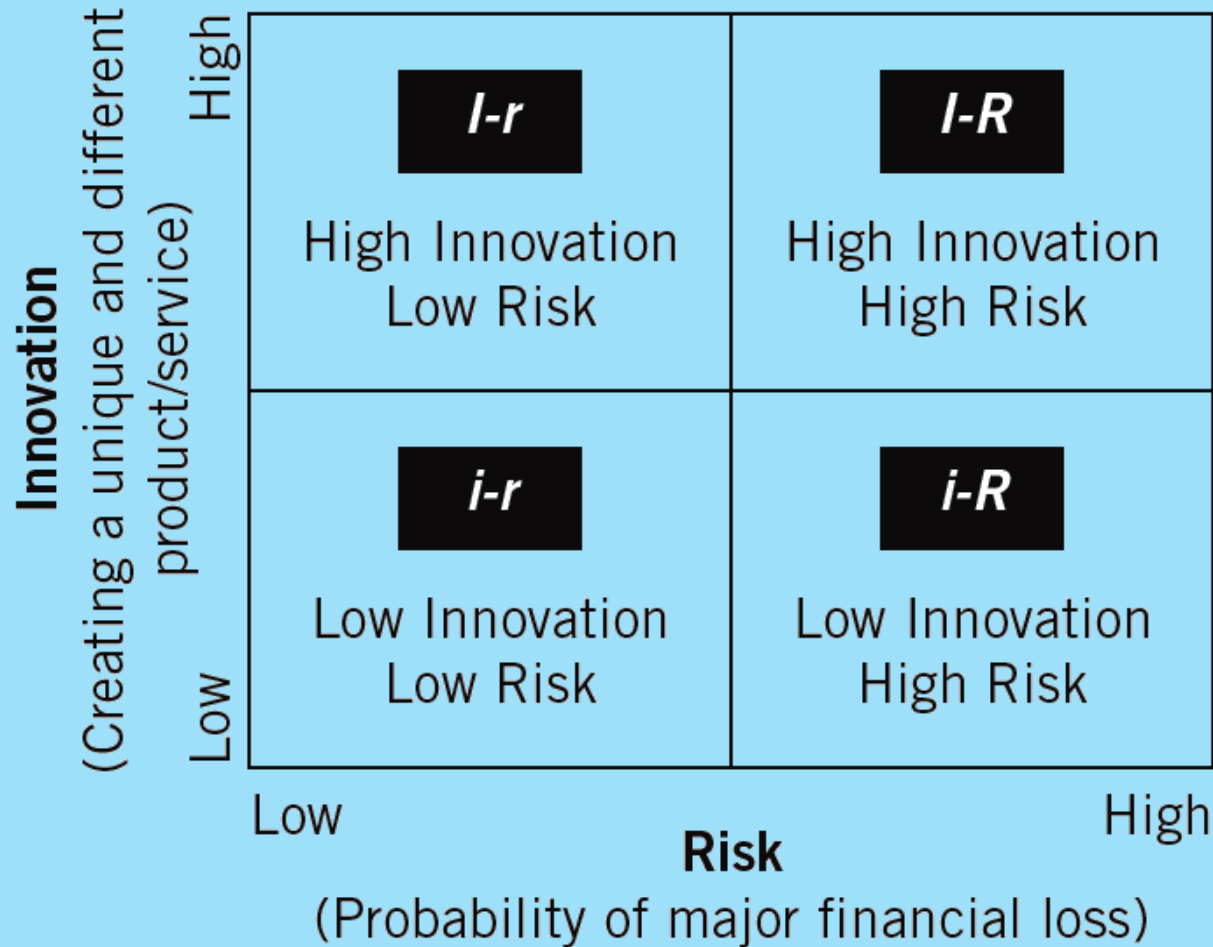 Innovation
(Creating a unique and different
product/service)
High
Low
I-r
High Innovation
Low Risk
I-R
High Innovation
High Risk
i-r
Low Innovation
Low Risk
i-R
Low Innovation
High Risk
Low
High
Risk
(Probability of major financial loss)